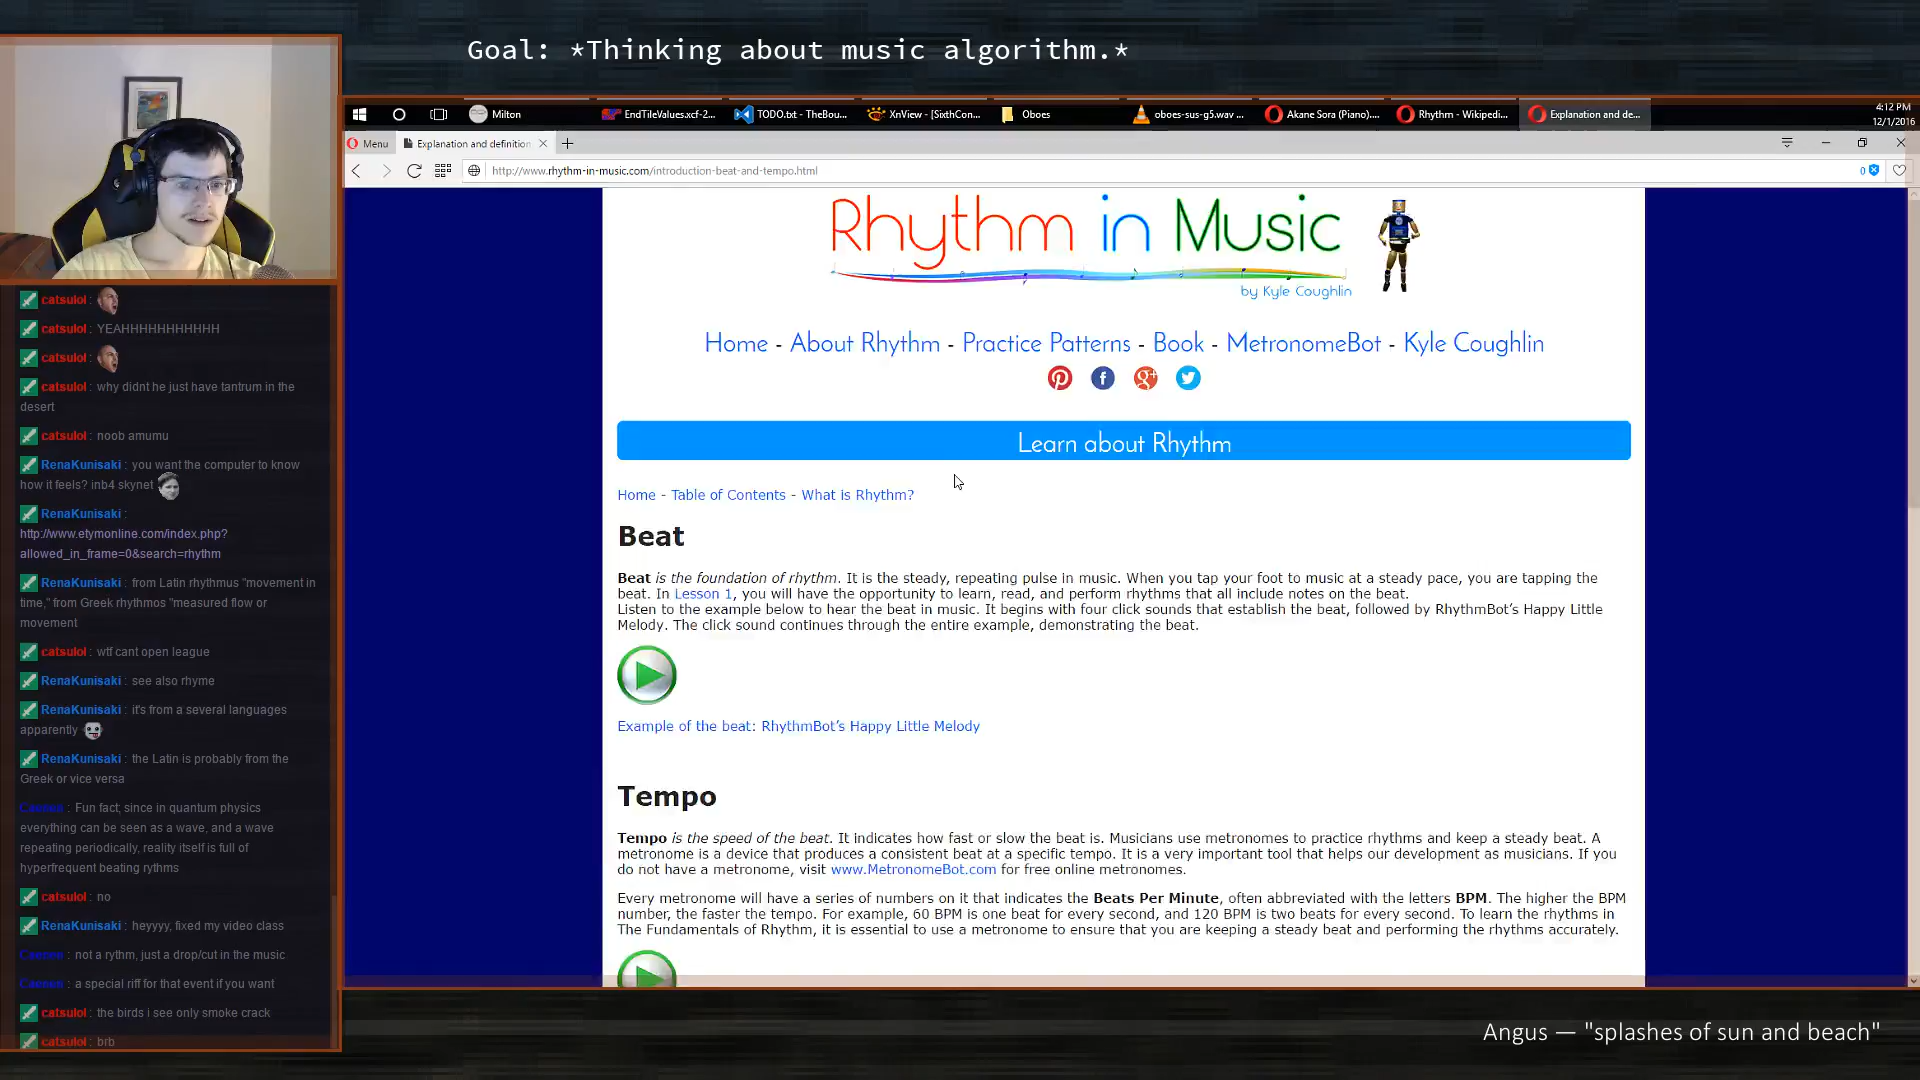 Goal: *Thinking about music algorithm.*
Milton
EndTileValues.xcf-2...
TODO.txt - TheBou...
XnView - [SixthCon...
Oboes
oboes-sus-g5.wav ...
Akane Sora (Piano)....
Rhythm - Wikipedi...
Explanation and de...
4:12 PM
12/1/2016
Menu
Explanation and definition
http://www.rhythm-in-music.com/introduction-beat-and-tempo.html
0
Rhythm in Music
by Kyle Coughlin
Home - About Rhythm - Practice Patterns - Book - MetronomeBot - Kyle Coughlin
Learn about Rhythm
Home - Table of Contents - What is Rhythm?
Beat
Beat is the foundation of rhythm. It is the steady, repeating pulse in music. When you tap your foot to music at a steady pace, you are tapping the
beat. In Lesson 1, you will have the opportunity to learn, read, and perform rhythms that all include notes on the beat.
Listen to the example below to hear the beat in music. It begins with four click sounds that establish the beat, followed by RhythmBot’s Happy Little
Melody. The click sound continues through the entire example, demonstrating the beat.
Example of the beat: RhythmBot’s Happy Little Melody
Tempo
Tempo is the speed of the beat. It indicates how fast or slow the beat is. Musicians use metronomes to practice rhythms and keep a steady beat. A
metronome is a device that produces a consistent beat at a specific tempo. It is a very important tool that helps our development as musicians. If you
do not have a metronome, visit www.MetronomeBot.com for free online metronomes.
Every metronome will have a series of numbers on it that indicates the Beats Per Minute, often abbreviated with the letters BPM. The higher the BPM
number, the faster the tempo. For example, 60 BPM is one beat for every second, and 120 BPM is two beats for every second. To learn the rhythms in
The Fundamentals of Rhythm, it is essential to use a metronome to ensure that you are keeping a steady beat and performing the rhythms accurately.
catsulol :
catsulol : YEAHHHHHHHHHHH
catsulol :
catsulol : why didnt he just have tantrum in the
desert
catsulol : noob amumu
RenaKunisaki : you want the computer to know
how it feels? inb4 skynet
RenaKunisaki :
http://www.etymonline.com/index.php?
allowed_in_frame=0&search=rhythm
RenaKunisaki : from Latin rhythmus "movement in
time," from Greek rhythmos "measured flow or
movement
catsulol : wtf cant open league
RenaKunisaki : see also rhyme
RenaKunisaki : it's from a several languages
apparently
RenaKunisaki : the Latin is probably from the
Greek or vice versa
: Fun fact; since in quantum physics
everything can be seen as a wave, and a wave
repeating periodically, reality itself is full of
hyperfrequent beating rythms
catsulol : no
RenaKunisaki : heyyyy, fixed my video class
: not a rythm, just a drop/cut in the music
: a special riff for that event if you want
catsulol : the birds i see only smoke crack
catsulol : brb
Angus — "splashes of sun and beach"